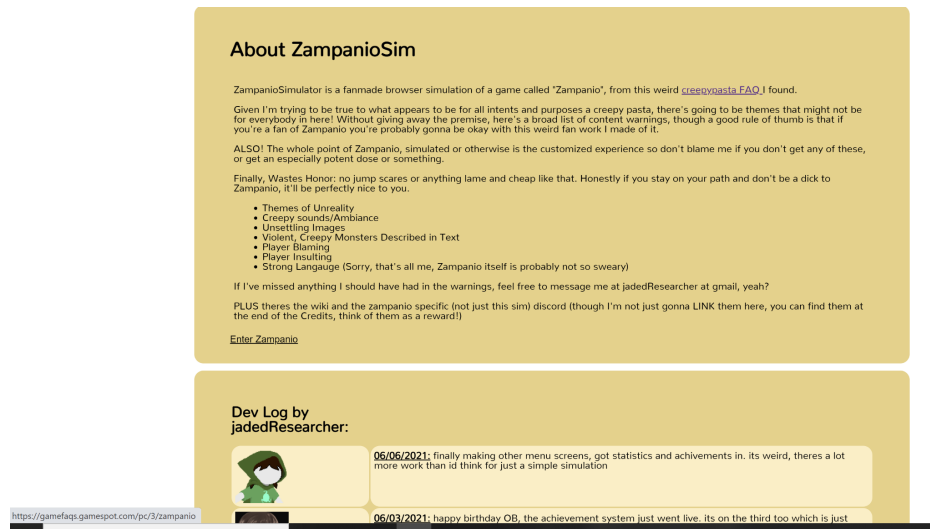 About ZampanioSim
ZampanioSimulator is a fanmade browser simulation of a game called "Zampanio", from this weird creepypasta FAQ I found.
Given I'm trying to be true to what appears to be for all intents and purposes a creepy pasta, there's going to be themes that might not be
for everybody in here! Without giving away the premise, here's a broad list of content warnings, though a good rule of thumb is that if
you're a fan of Zampanio you're probably gonna be okay with this weird fan work I made of it.
ALSO! The whole point of Zampanio, simulated or otherwise is the customized experience so don't blame me if you don't get any of these,
or get an especially potent dose or something.
Finally, Wastes Honor: no jump scares or anything lame and cheap like that. Honestly if you stay on your path and don't be a dick to
Zampanio, it'll be perfectly nice to you.
• Themes of Unreality
• Creepy sounds/Ambiance
• Unsettling Images
• Violent, Creepy Monsters Described in Text
• Player Blaming
• Player Insulting
• Strong Langauge (Sorry, that's all me, Zampanio itself is probably not so sweary)
If I've missed anything I should have had in the warnings, feel free to message me at jadedResearcher at gmail, yeah?
PLUS theres the wiki and the zampanio specific (not just this sim) discord (though I'm not just gonna LINK them here, you can find them at
the end of the Credits, think of them as a reward!)
Enter Zampanio
Dev Log by
jadedResearcher:
06/06/2021: finally making other menu screens, got statistics and achivements in. its weird, theres a lot
more work than id think for just a simple simulation
06/03/2021: happy birthday OB, the achievement system just went live. its on the third too which is just
https://gamefaqs.gamespot.com/pc/3/zampanio